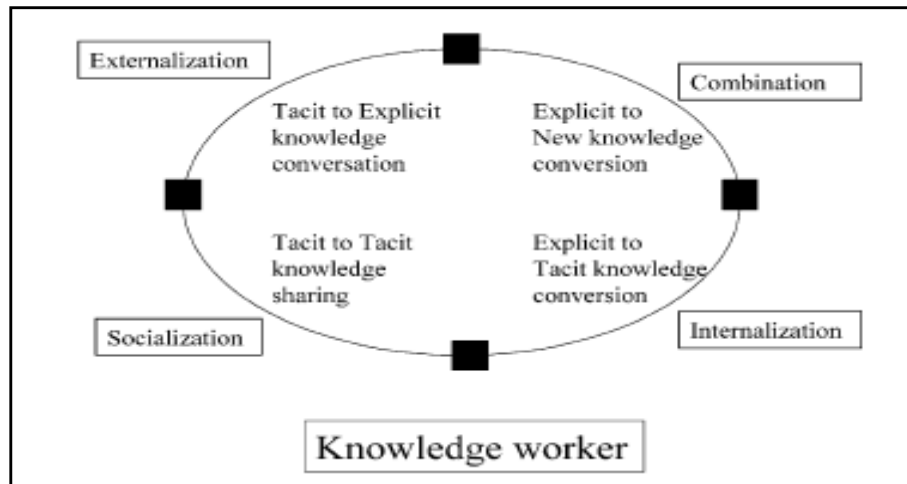 Externalization
Combination
Tacit to Explicit
knowledge
conversation
Explicit to
New knowledge
conversion
Tacit to Tacit
knowledge
sharing
Explicit to
Tacit knowledge
conversion
Socialization
Internalization
Knowledge worker